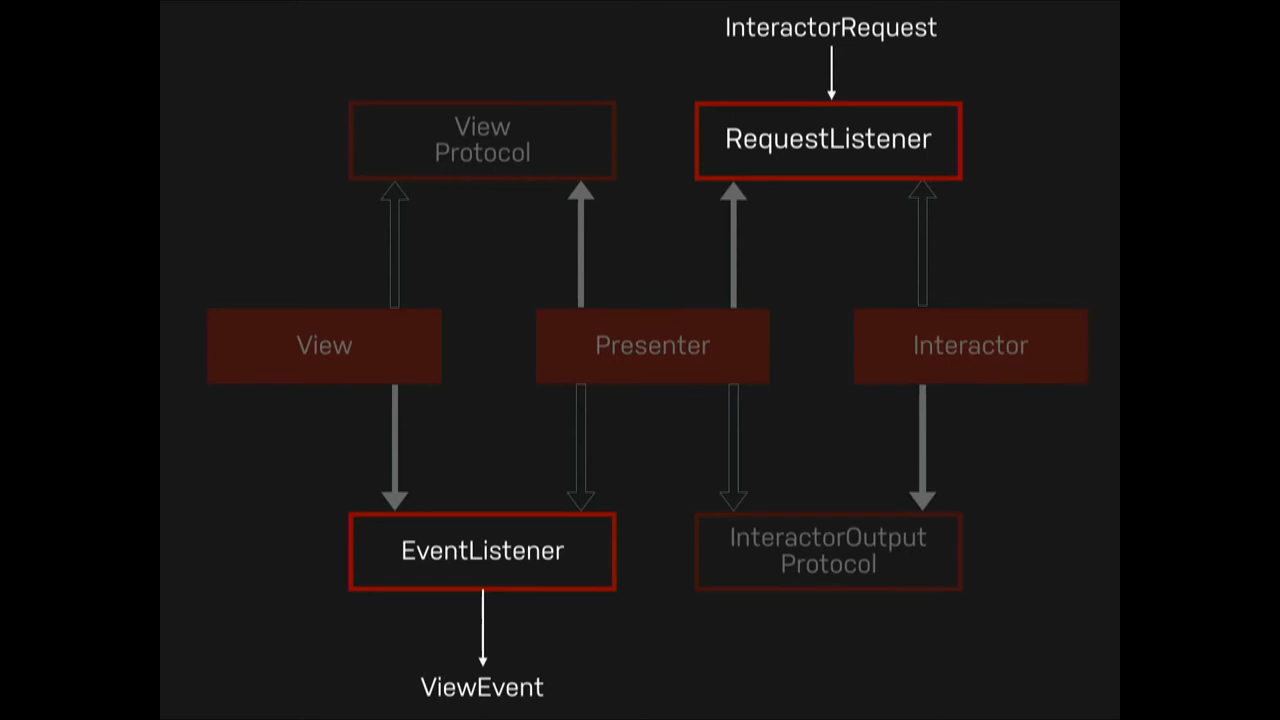 InteractorRequest
View
Protocol
RequestListener
View
Presenter
Interactor
EventListener
InteractorOutput
Protocol
ViewEvent